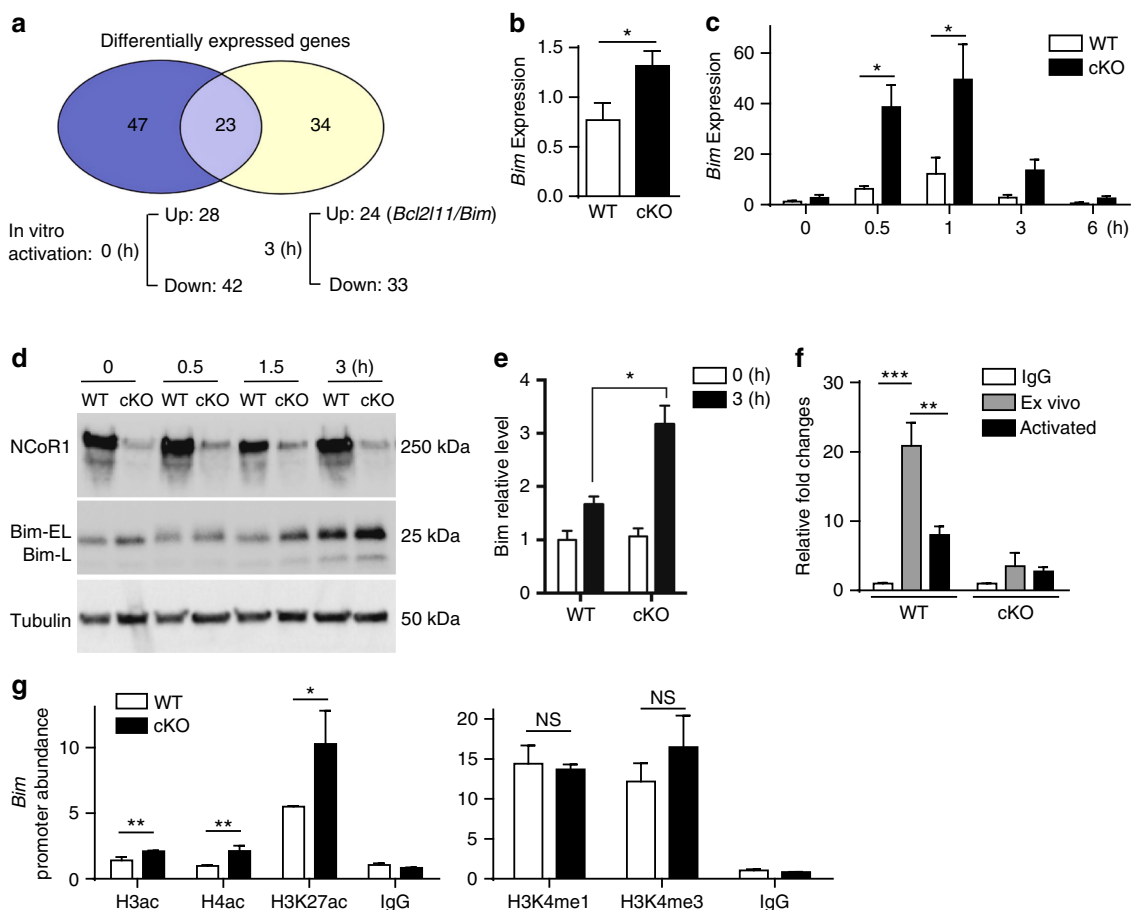 a
Differentially expressed genes
47
23
34
In vitro
activation:
0 (h)
Up: 28
Down: 42
3 (h)
Up: 24 (Bcl2l11/Bim)
Down: 33
b
*
Bim Expression
1.5
1.0
0.5
0.0
WT
cKO
c
WT
cKO
*
*
Bim Expression
60
40
20
0
0 0.5 1 3 6 (h)
d
0 0.5 1.5 3 (h)
WT cKO WT cKO WT cKO WT cKO
NCoR1
250 kDa
Bim-EL
Bim-L
25 kDa
Tubulin
50 kDa
e
0 (h)
3 (h)
*
Bim relative level
4
3
2
1
0
WT cKO
f
IgG
Ex vivo
Activated
***
**
Relative fold changes
30
20
10
0
WT cKO
g
WT
cKO
Bim
promoter abundance
10
5
0
** ** *
H3ac H4ac H3K27ac IgG
20
15
10
5
0
NS NS
H3K4me1 H3K4me3 IgG